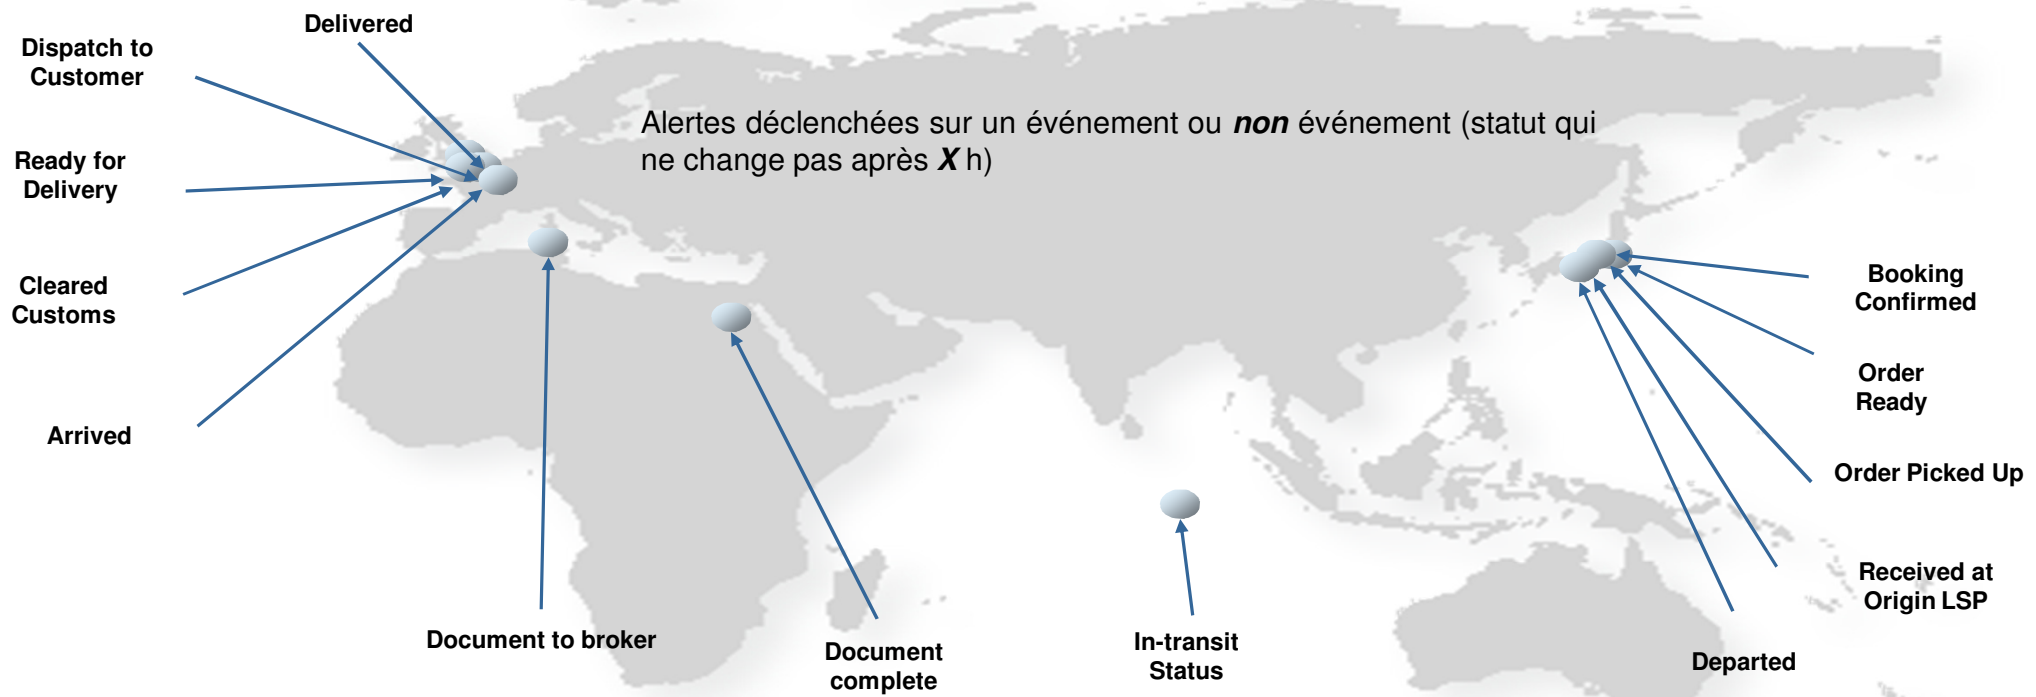 Delivered
Dispatch to
Customer
Alertes déclenchées sur un événement ou non événement (statut qui
ne change pas après X h)
Ready for
Delivery
Cleared
Customs
Arrived
Booking
Confirmed
Order
Ready
Order Picked Up
Received at
Origin LSP
Document to broker
Document
complete
In-transit
Status
Departed